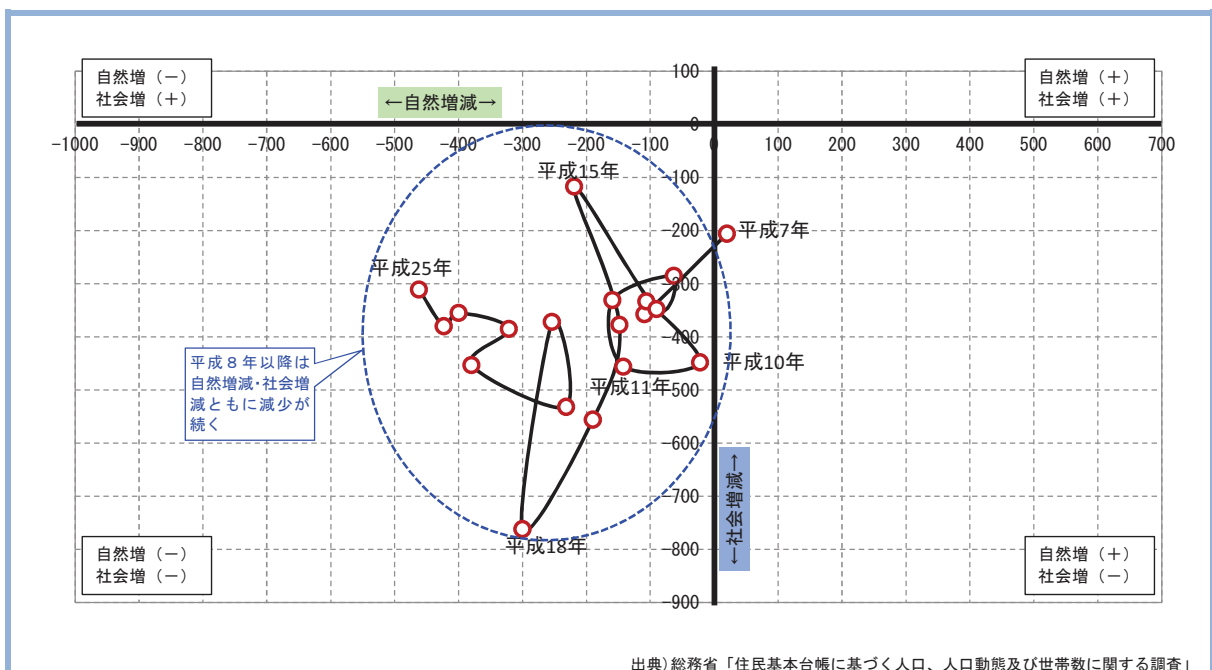 自然増（－）
社会増（＋）
←自然増減→
自然増（＋）
社会増（＋）
100
0
-100
-200
-300
-400
-500
-600
-700
-800
-900
-1000 -900 -800 -700 -600 -500 -400 -300 -200 -100 0 100 200 300 400 500 600 700
平成15年
平成7年
平成25年
平成10年
平成11年
平成８年以降は
自然増減・社会増
減ともに減少が
続く
←社会増減→
平成18年
自然増（－）
社会増（－）
自然増（＋）
社会増（－）
出典）総務省「住民基本台帳に基づく人口、人口動態及び世帯数に関する調査」